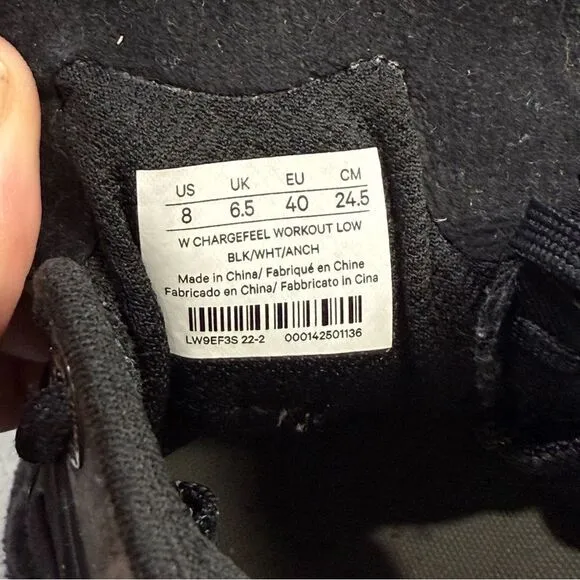 US UK EU CM
8 6.5 40 24.5
W CHARGEFEEL WORKOUT LOW
BLK/WHT/ANCH
Made in China/ Fabriqué en Chine
Fabricado en China/ Fabbricato in Cina
LW9EF3S 22-2 000142501136